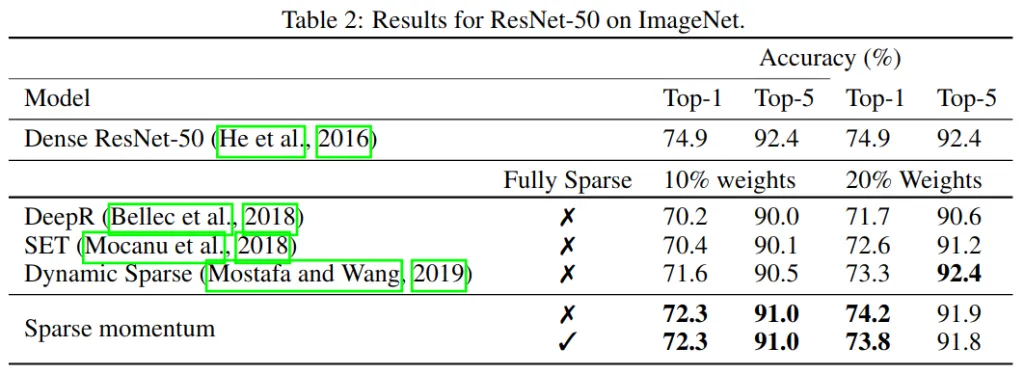 Table 2: Results for ResNet-50 on ImageNet.
Accuracy (%)
Model Top-1 Top-5 Top-1 Top-5
Dense ResNet-50 (He et al., 2016) 74.9 92.4 74.9 92.4
Fully Sparse 10% weights 20% Weights
DeepR (Bellec et al., 2018) ✗ 70.2 90.0 71.7 90.6
SET (Mocanu et al., 2018) ✗ 70.4 90.1 72.6 91.2
Dynamic Sparse (Mostafa and Wang, 2019) ✗ 71.6 90.5 73.3 92.4
Sparse momentum
✗ 72.3 91.0 74.2 91.9
✓ 72.3 91.0 73.8 91.8